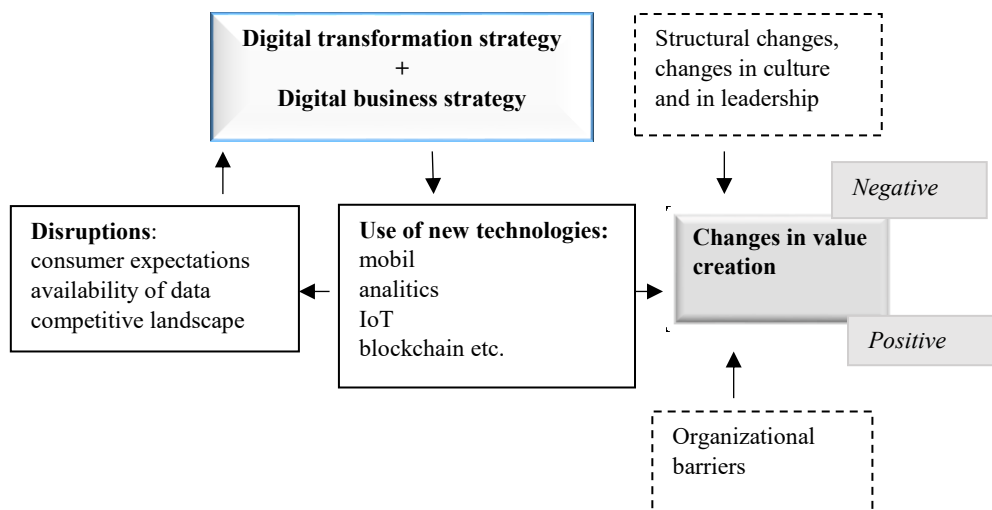 Digital transformation strategy
+
Digital business strategy
Structural changes,
changes in culture
and in leadership
Disruptions:
consumer expectations
availability of data
competitive landscape
Use of new technologies:
mobil
analitics
IoT
blockchain etc.
Changes in value
creation
Negative
Positive
Organizational
barriers